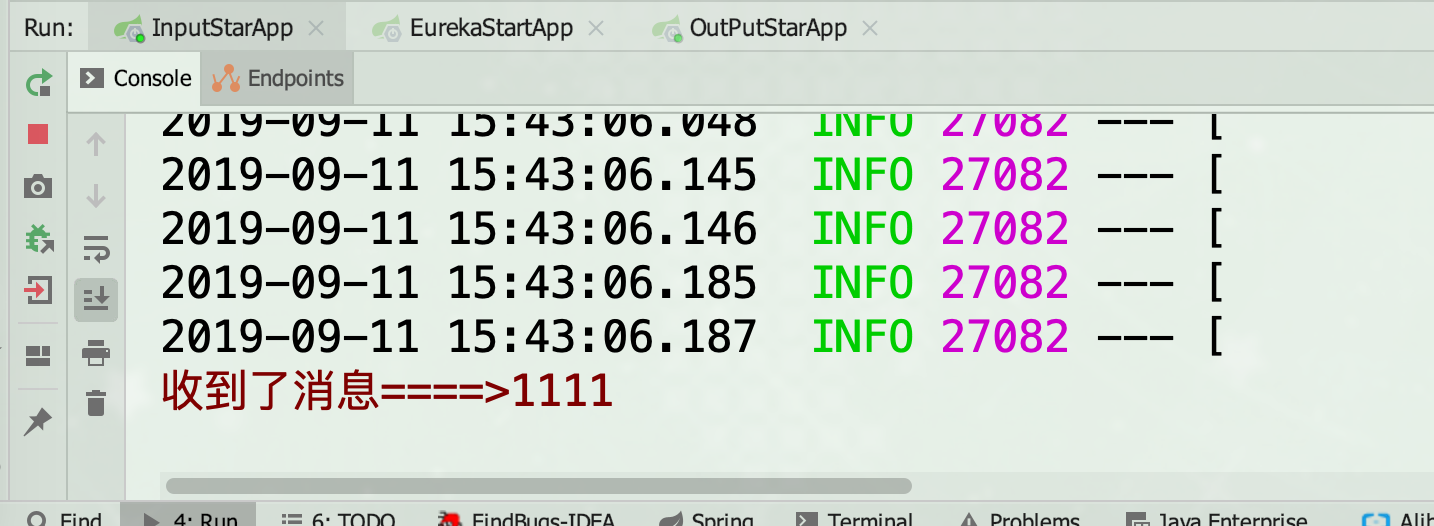 Run: InputStarApp EurekaStartApp OutPutStarApp
Console Endpoints
2019-09-11 15:43:06.048 INFO 27082 --- [
2019-09-11 15:43:06.145 INFO 27082 --- [
2019-09-11 15:43:06.146 INFO 27082 --- [
2019-09-11 15:43:06.185 INFO 27082 --- [
2019-09-11 15:43:06.187 INFO 27082 --- [
收到了消息====>1111
Find 4: Run 6: TODO FindBugs-IDEA Spring Terminal Problems Java Enterprise Alib